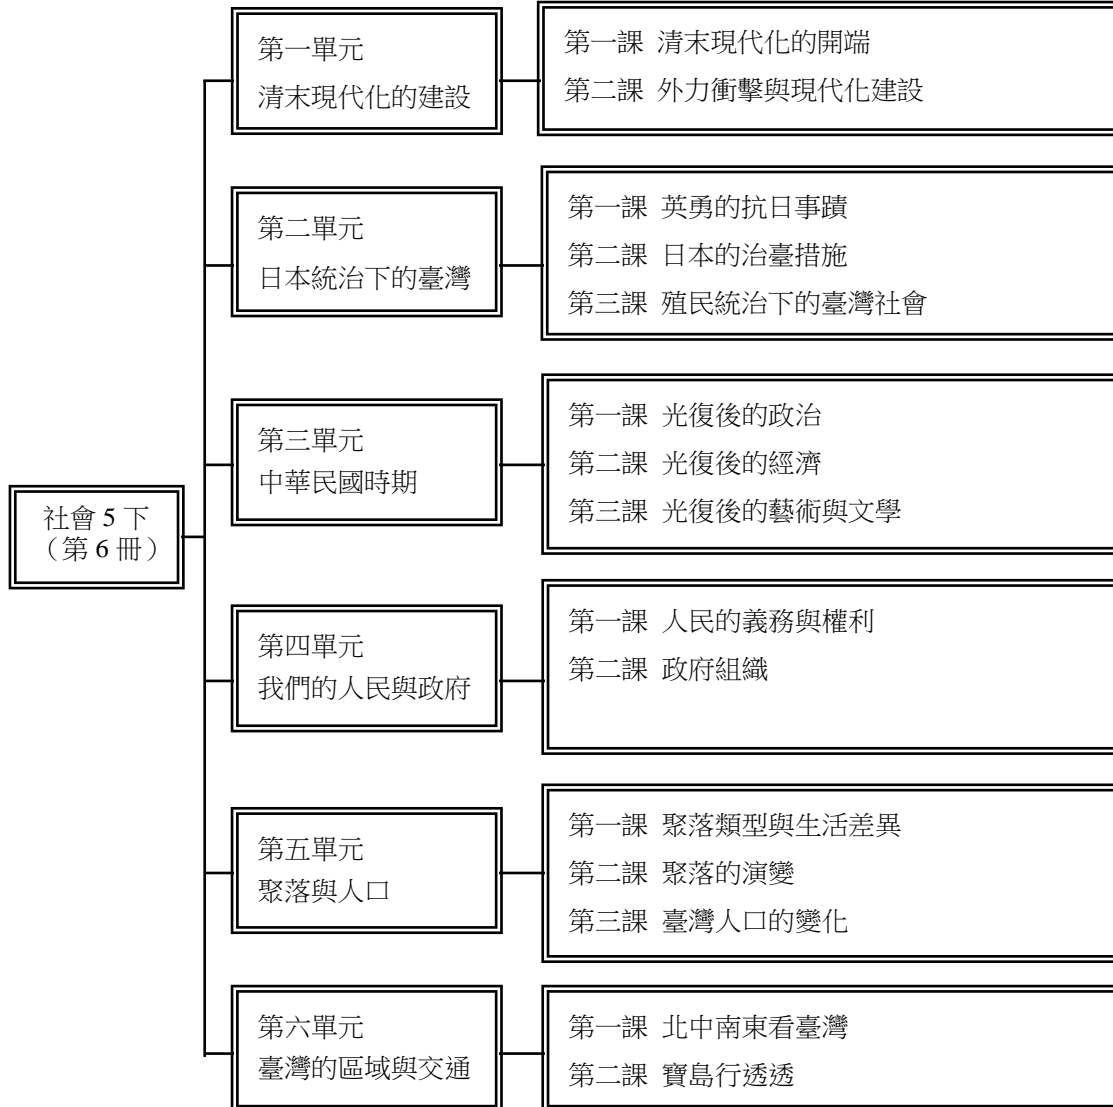 社會 5 下
（第 6 冊）
第一單元
清末現代化的建設
第一課 清末現代化的開端
第二課 外力衝擊與現代化建設
第二單元
日本統治下的臺灣
第一課 英勇的抗日事蹟
第二課 日本的治臺措施
第三課 殖民統治下的臺灣社會
第三單元
中華民國時期
第一課 光復後的政治
第二課 光復後的經濟
第三課 光復後的藝術與文學
第四單元
我們的人民與政府
第一課 人民的義務與權利
第二課 政府組織
第五單元
聚落與人口
第一課 聚落類型與生活差異
第二課 聚落的演變
第三課 臺灣人口的變化
第六單元
臺灣的區域與交通
第一課 北中南東看臺灣
第二課 寶島行透透